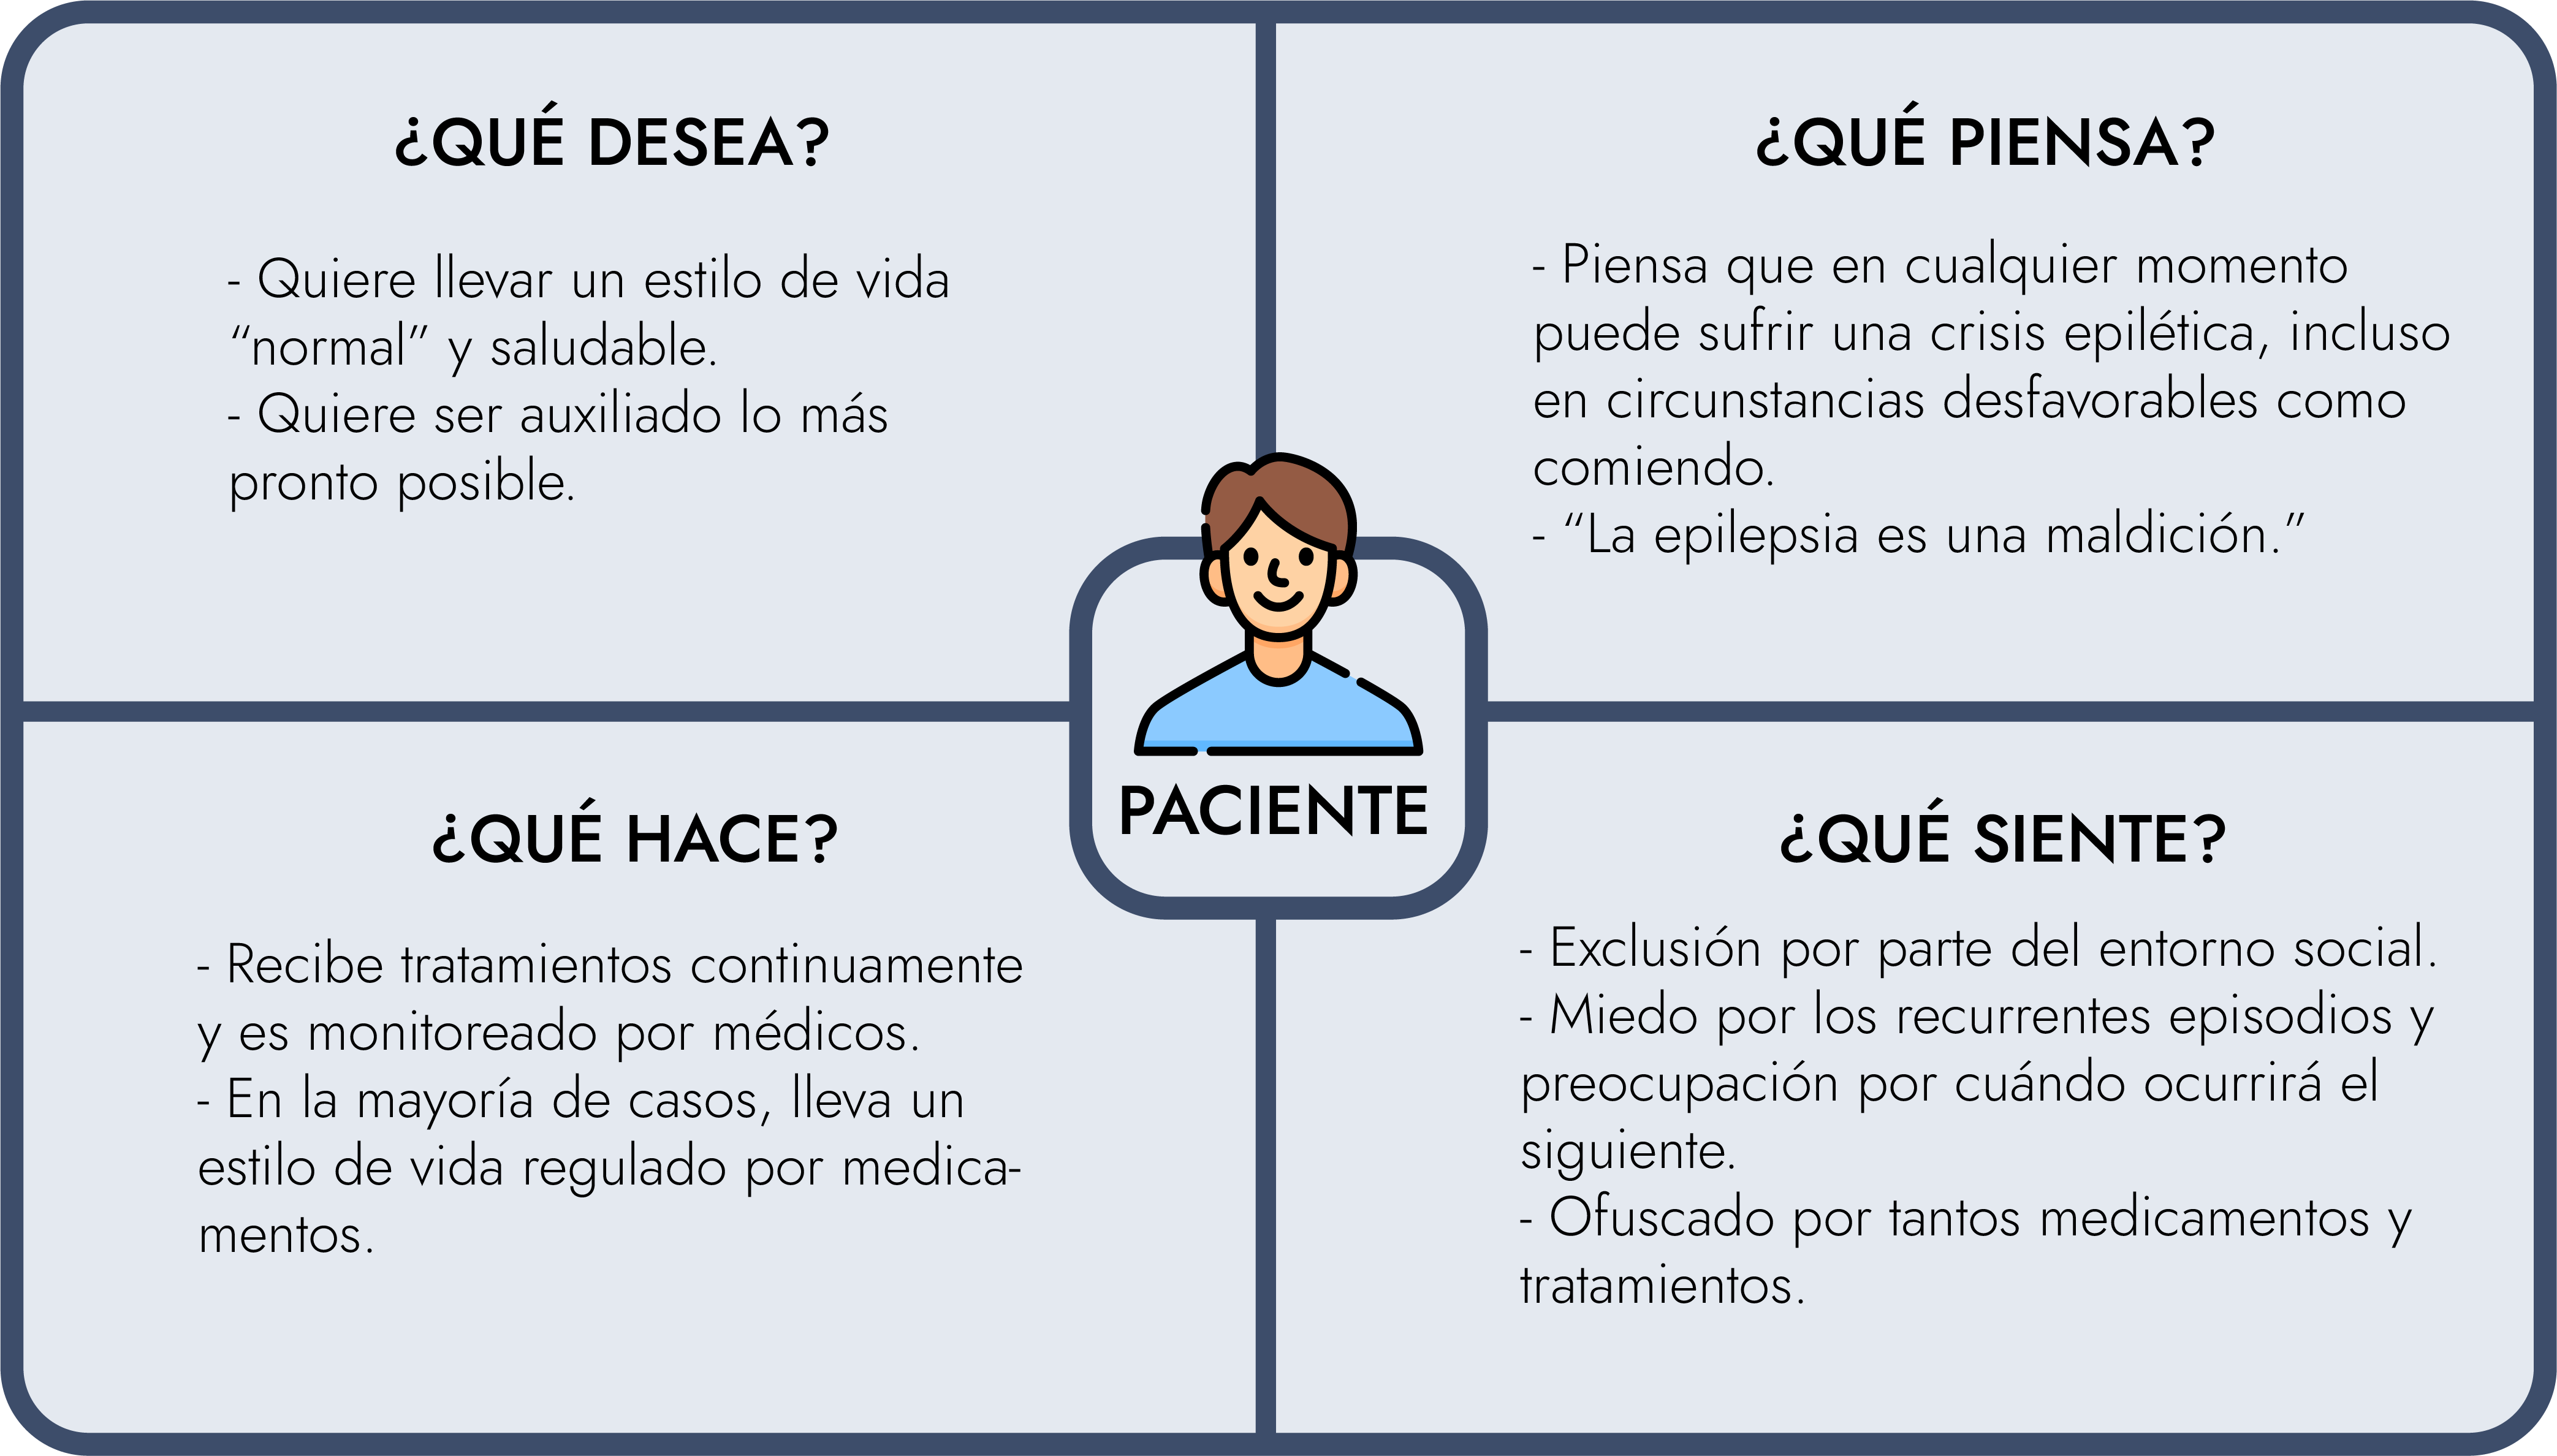 ¿QUÉ DESEA?
- Quiere llevar un estilo de vida
“normal” y saludable.
- Quiere ser auxiliado lo más
pronto posible.
¿QUÉ PIENSA?
- Piensa que en cualquier momento
puede sufrir una crisis epilética, incluso
en circunstancias desfavorables como
comiendo.
- “La epilepsia es una maldición.”
PACIENTE
¿QUÉ HACE?
- Recibe tratamientos continuamente
y es monitoreado por médicos.
- En la mayoría de casos, lleva un
estilo de vida regulado por medica-
mentos.
¿QUÉ SIENTE?
- Exclusión por parte del entorno social.
- Miedo por los recurrentes episodios y
preocupación por cuándo ocurrirá el
siguiente.
- Ofuscado por tantos medicamentos y
tratamientos.